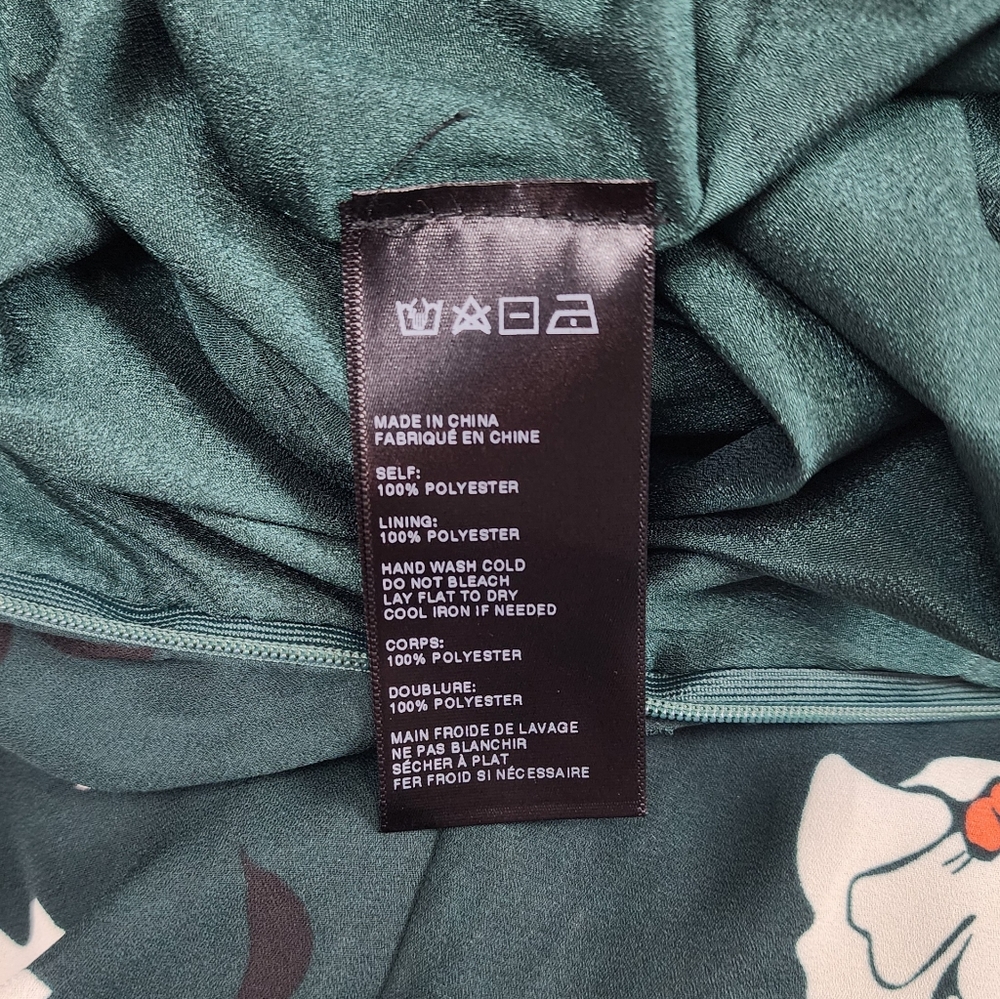 MADE IN CHINA
FABRIQUÉ EN CHINE
SELF:
100% POLYESTER
LINING:
100% POLYESTER
HAND WASH COLD
DO NOT BLEACH
LAY FLAT TO DRY
COOL IRON IF NEEDED
CORPS:
100% POLYESTER
DOUBLURE:
100% POLYESTER
MAIN FROIDE DE LAVAGE
NE PAS BLANCHIR
SÉCHER À PLAT
FER FROID SI NÉCESSAIRE